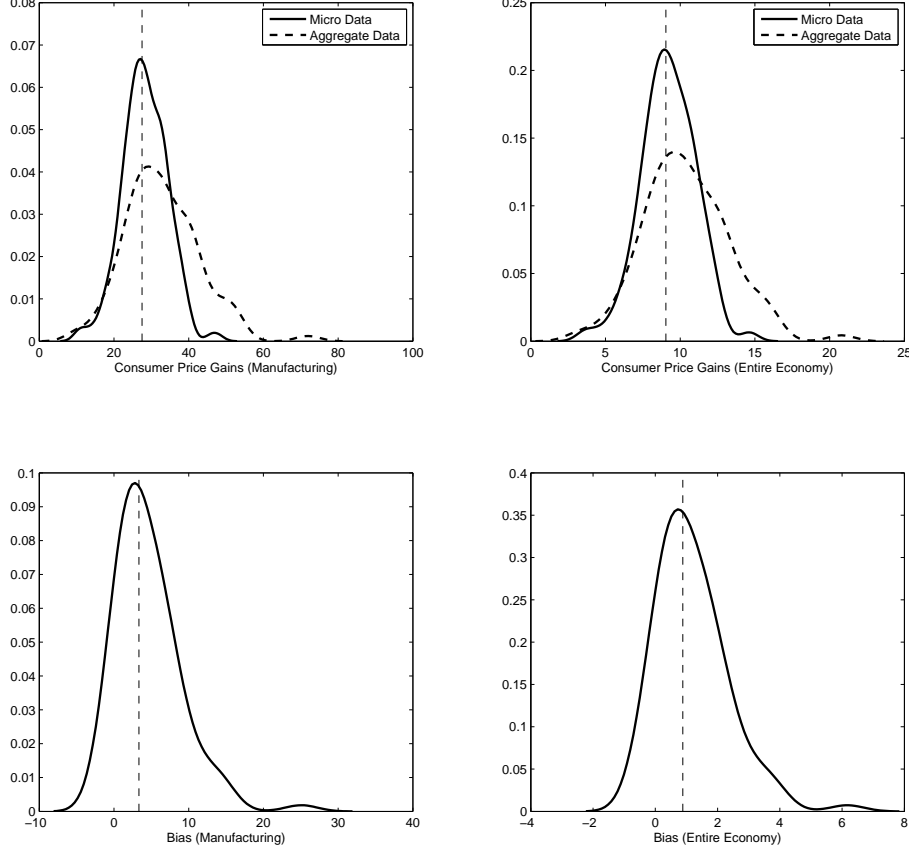 0.08
0.07
0.06
0.05
0.04
0.03
0.02
0.01
0
0 20 40 60 80 100
Consumer Price Gains (Manufacturing)
Micro Data
Aggregate Data
0.25
0.2
0.15
0.1
0.05
0
0 5 10 15 20 25
Consumer Price Gains (Entire Economy)
Micro Data
Aggregate Data
0.1
0.09
0.08
0.07
0.06
0.05
0.04
0.03
0.02
0.01
0
−10 0 10 20 30 40
Bias (Manufacturing)
0.4
0.35
0.3
0.25
0.2
0.15
0.1
0.05
0
−4 −2 0 2 4 6 8
Bias (Entire Economy)